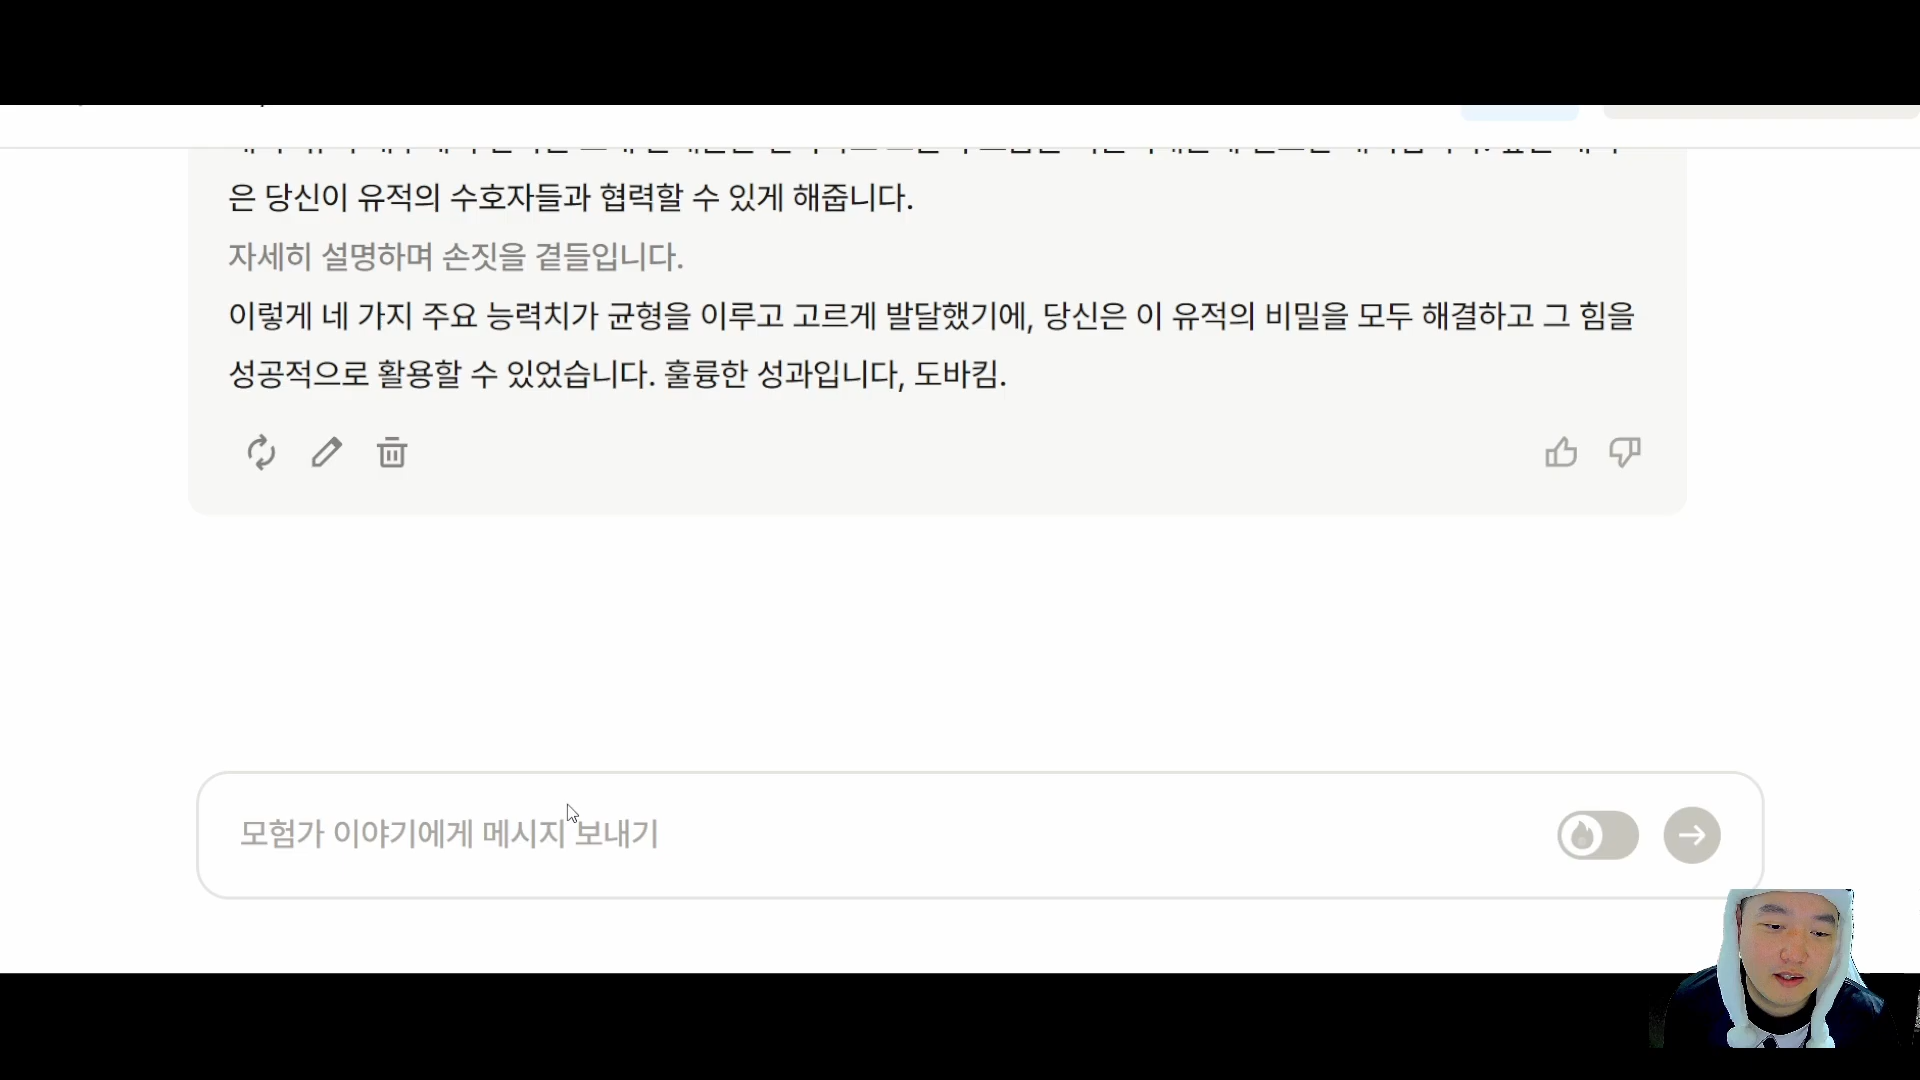 은 당신이 유적의 수호자들과 협력할 수 있게 해줍니다.
자세히 설명하며 손짓을 곁들입니다.
이렇게 네 가지 주요 능력치가 균형을 이루고 고르게 발달했기에, 당신은 이 유적의 비밀을 모두 해결하고 그 힘을
성공적으로 활용할 수 있었습니다. 훌륭한 성과입니다, 도바킴.
모험가 이야기에게 메시지 보내기